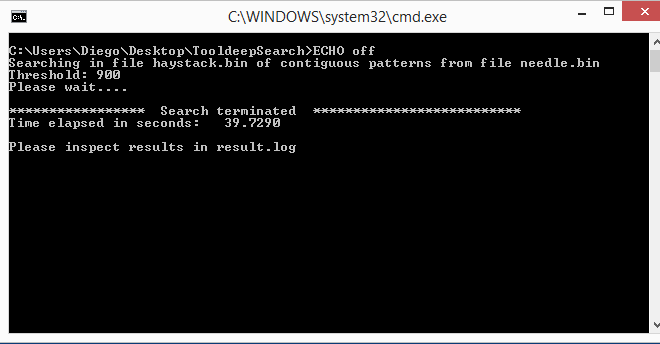 C:\WINDOWS\system32\cmd.exe
C:\Users\Diego\Desktop\TooldeepSearch>ECHO off
Searching in file haystack.bin of contiguous patterns from file needle.bin
Threshold: 900
Please wait....
***************** Search terminated **************************
Time elapsed in seconds: 39.7290
Please inspect results in result.log